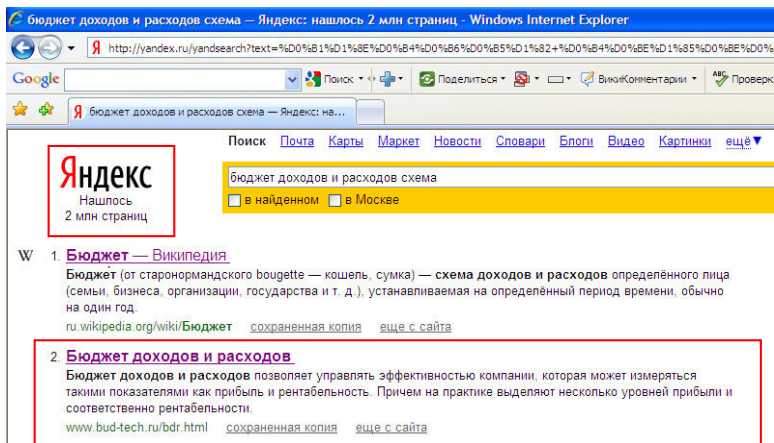 бюджет доходов и расходов схема — Яндекс: нашлось 2 млн страниц - Windows Internet Explorer
Я http://yandex.ru/yandsearch?text=%D0%B1%D1%8E%D0%B4%D0%B6%D0%B5%D1%82+%D0%B4%D0%BE%D1%85%D0%BE%D0%
Google Поиск Поделиться ВикиКомментарии Проверк
Я бюджет доходов и расходов схема — Яндекс: на...
Поиск Почта Карты Маркет Новости Словари Блоги Видео Картинки ещё▼
Яндекс
Нашлось
2 млн страниц
бюджет доходов и расходов схема
в найденном в Москве
W 1. Бюджет — Википедия
Бюдже́т (от старонормандского bougette — кошель, сумка) — схема доходов и расходов определённого лица
(семьи, бизнеса, организации, государства и т. д.), устанавливаемая на определённый период времени, обычно
на один год.
ru.wikipedia.org/wiki/Бюджет сохраненная копия еще с сайта
2. Бюджет доходов и расходов
Бюджет доходов и расходов позволяет управлять эффективностью компании, которая может измеряться
такими показателями как прибыль и рентабельность. Причем на практике выделяют несколько уровней прибыли и
соответственно рентабельности.
www.bud-tech.ru/bdr.html сохраненная копия еще с сайта